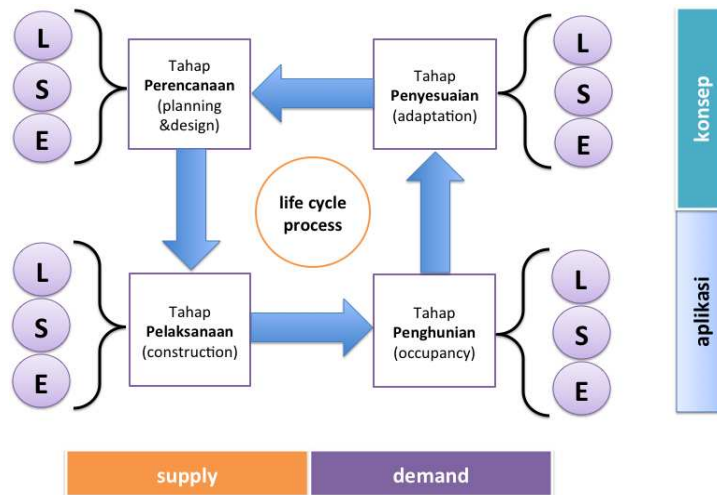 L
S
E
Tahap
Perencanaan
(planning
&design)
Tahap
Penyesuaian
(adaptation)
L
S
E
konsep
life cycle
process
L
S
E
Tahap
Pelaksanaan
(construction)
Tahap
Penghunian
(occupancy)
L
S
E
aplikasi
supply
demand